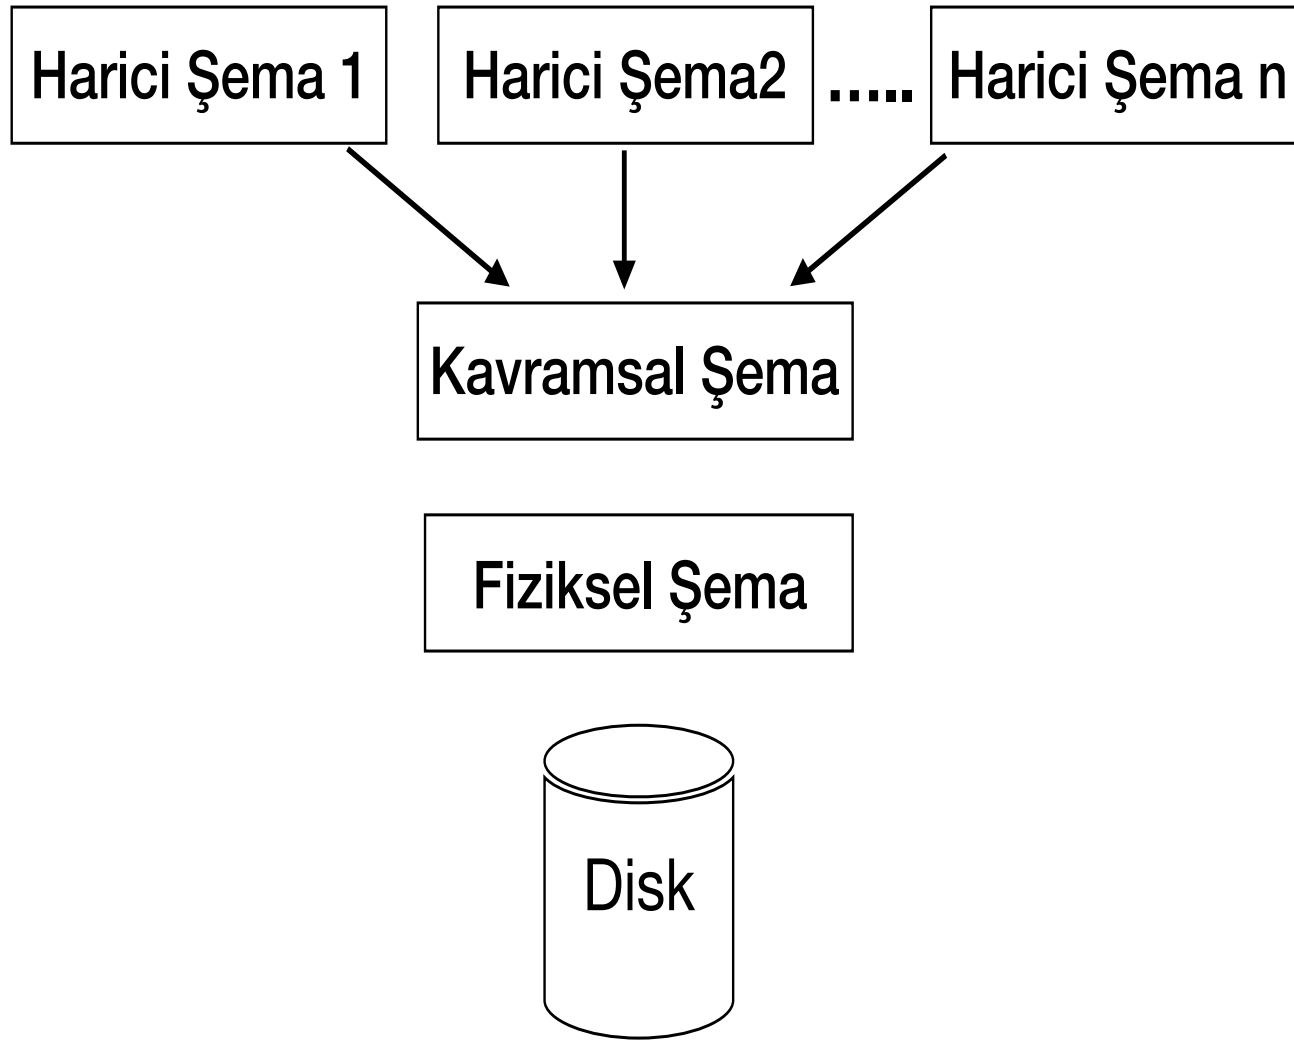 Harici Şema 1
Harici Şema2
.....
Harici Şema n
Kavramsal Şema
Fiziksel Şema
Disk